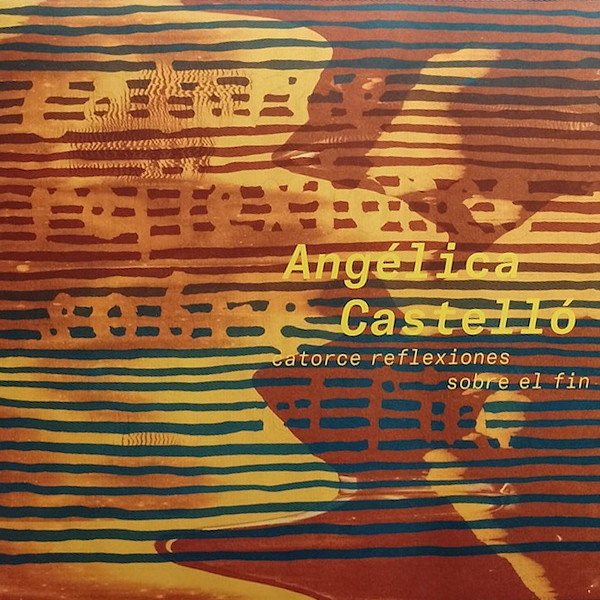 Angélica
Castelló
catorce reflexiones
sobre el fin